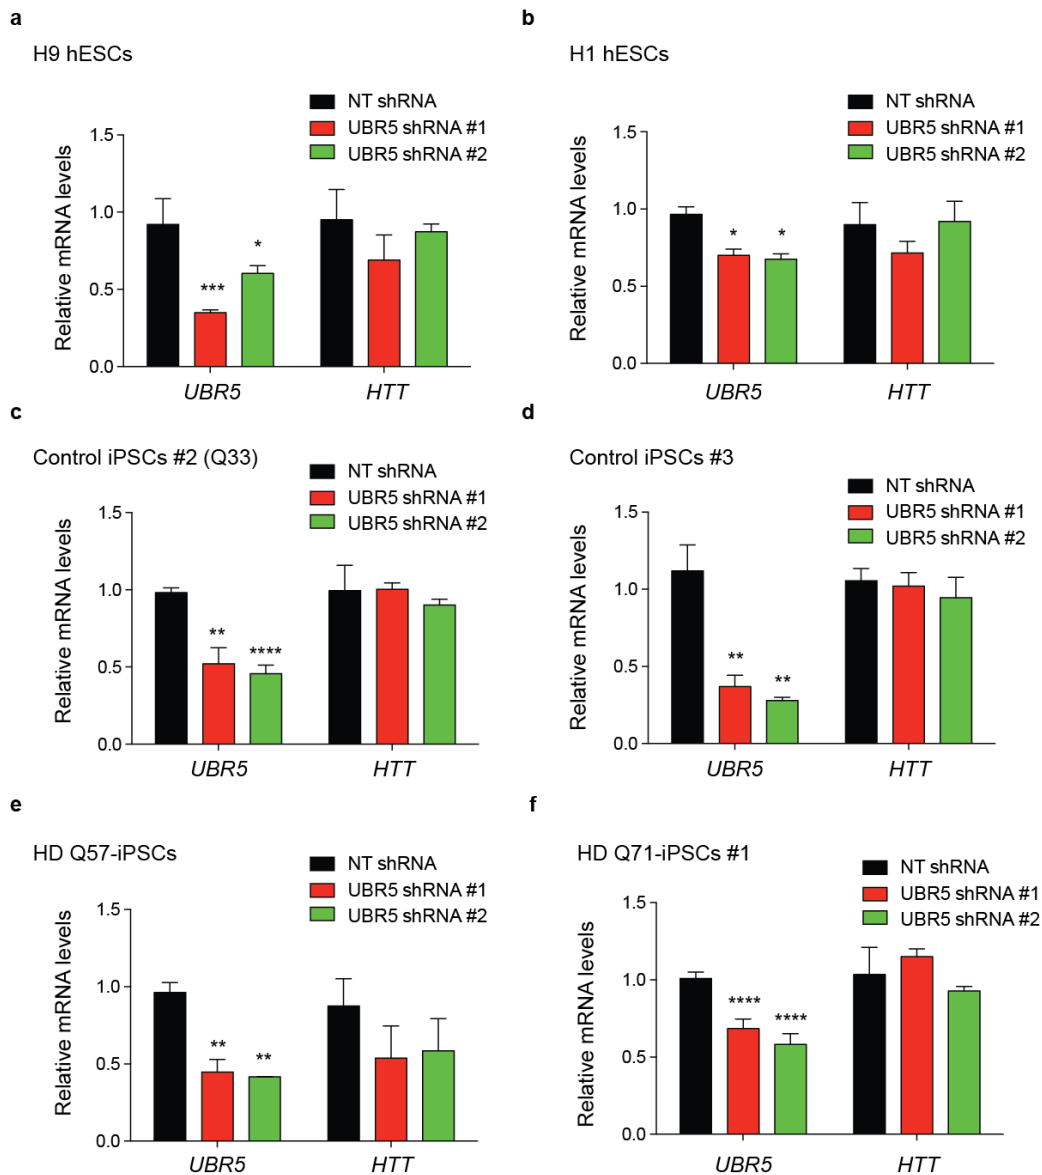 a
H9 hESCs
NT shRNA
UBR5 shRNA #1
UBR5 shRNA #2
Relative mRNA levels
1.5
1.0
0.5
0.0
***
*
UBR5
HTT
b
H1 hESCs
NT shRNA
UBR5 shRNA #1
UBR5 shRNA #2
Relative mRNA levels
1.5
1.0
0.5
0.0
*
*
UBR5
HTT
c
Control iPSCs #2 (Q33)
NT shRNA
UBR5 shRNA #1
UBR5 shRNA #2
Relative mRNA levels
1.5
1.0
0.5
0.0
**
****
UBR5
HTT
d
Control iPSCs #3
NT shRNA
UBR5 shRNA #1
UBR5 shRNA #2
Relative mRNA levels
1.5
1.0
0.5
0.0
**
**
UBR5
HTT
e
HD Q57-iPSCs
NT shRNA
UBR5 shRNA #1
UBR5 shRNA #2
Relative mRNA levels
1.5
1.0
0.5
0.0
**
**
UBR5
HTT
f
HD Q71-iPSCs #1
NT shRNA
UBR5 shRNA #1
UBR5 shRNA #2
Relative mRNA levels
1.5
1.0
0.5
0.0
****
****
UBR5
HTT